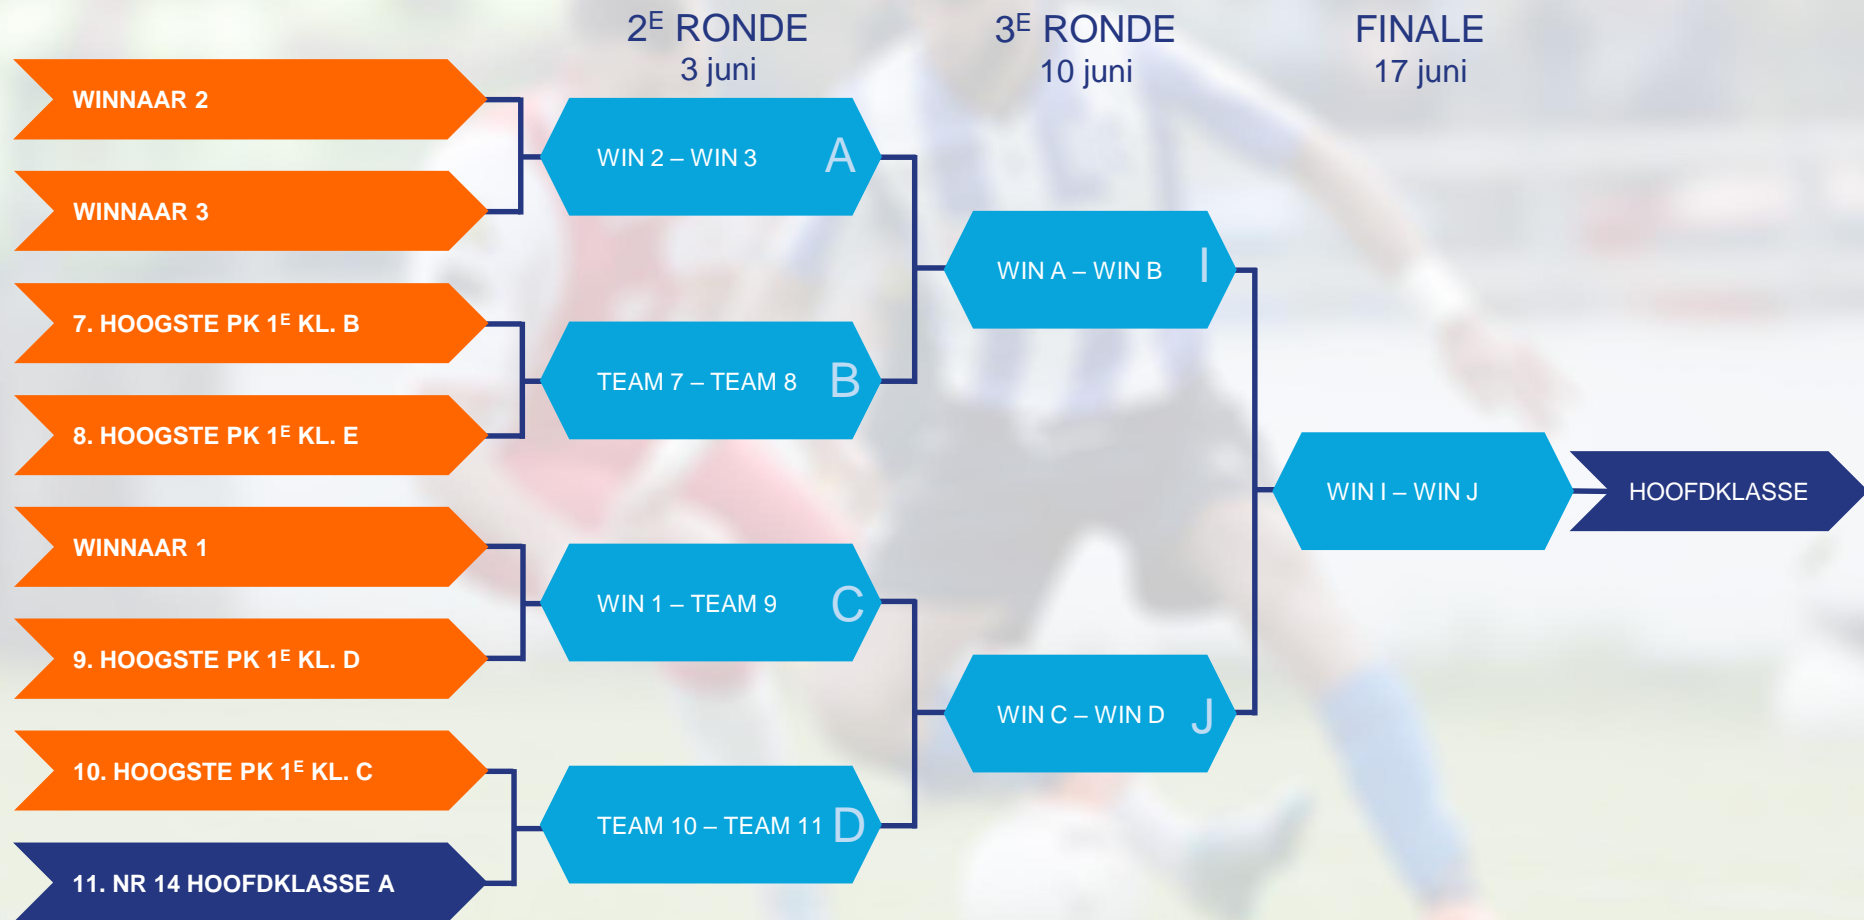 2E RONDE
3 juni
3E RONDE
10 juni
FINALE
17 juni
WINNAAR 2
WINNAAR 3
7. HOOGSTE PK 1E KL. B
8. HOOGSTE PK 1E KL. E
WINNAAR 1
9. HOOGSTE PK 1E KL. D
10. HOOGSTE PK 1E KL. C
11. NR 14 HOOFDKLASSE A
WIN 2 – WIN 3 A
TEAM 7 – TEAM 8 B
WIN 1 – TEAM 9 C
TEAM 10 – TEAM 11 D
WIN A – WIN B I
WIN C – WIN D J
WIN I – WIN J
HOOFDKLASSE